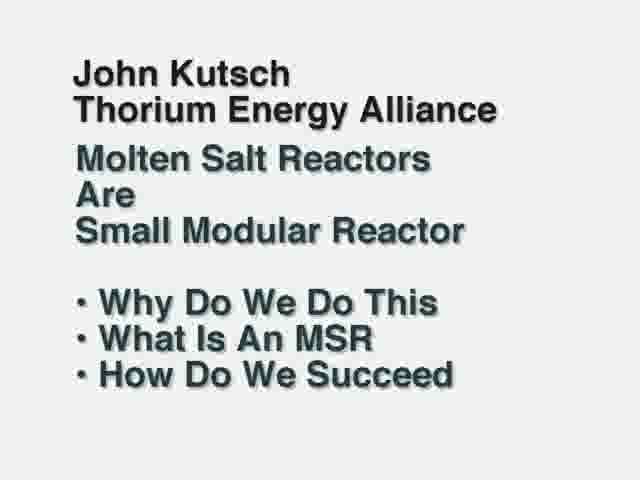 John Kutsch
Thorium Energy Alliance
Molten Salt Reactors
Are
Small Modular Reactor
• Why Do We Do This
• What Is An MSR
• How Do We Succeed